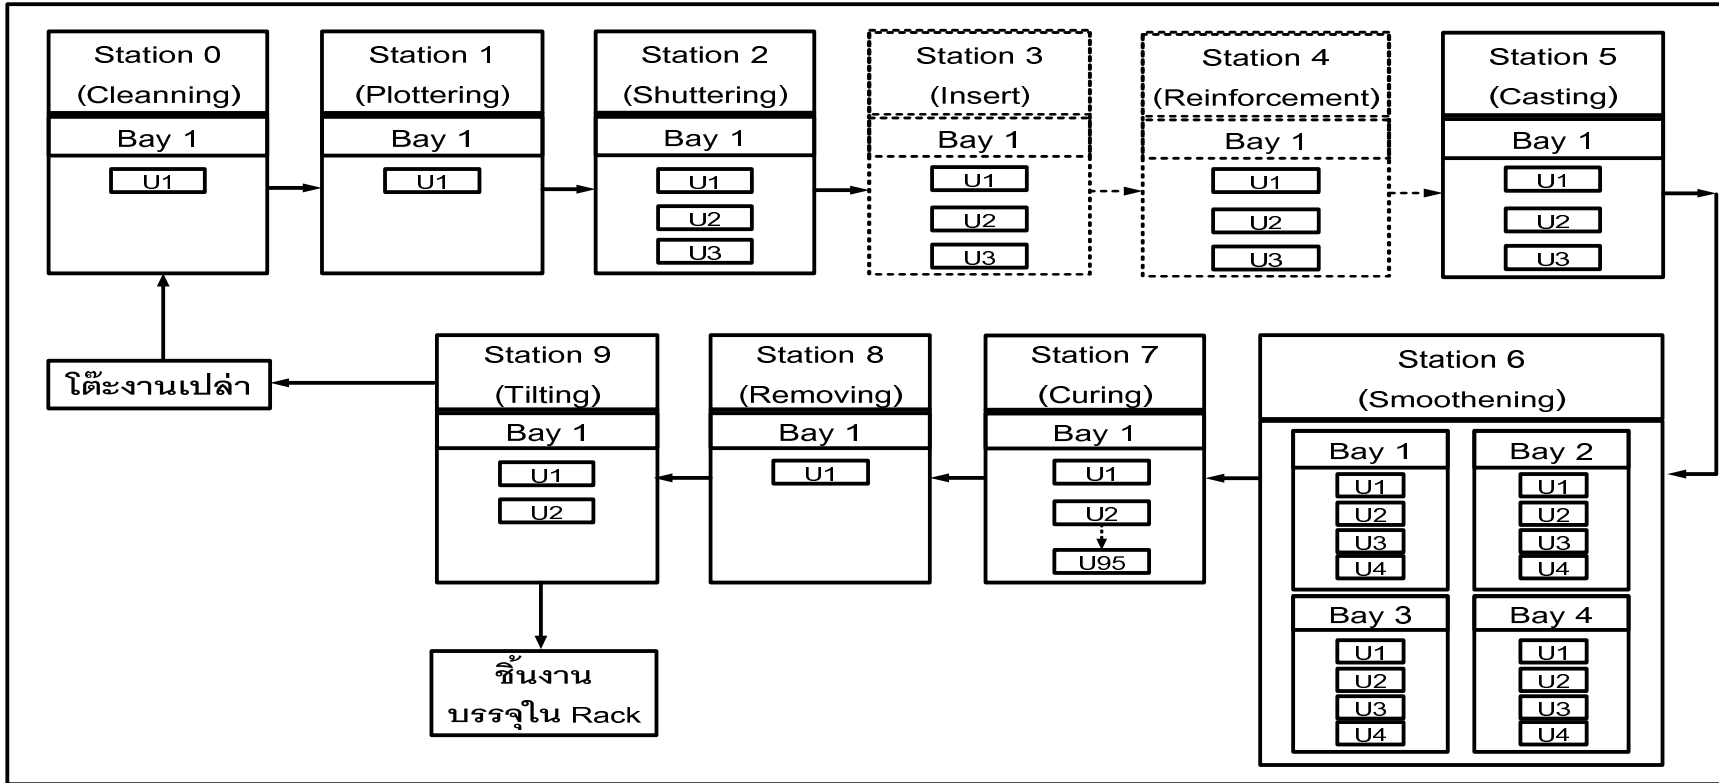 Station 0
(Cleanning)
Bay 1
U1
Station 1
(Plottering)
Bay 1
U1
Station 2
(Shuttering)
Bay 1
U1
U2
U3
Station 3
(Insert)
Bay 1
U1
U2
U3
Station 4
(Reinforcement)
Bay 1
U1
U2
U3
Station 5
(Casting)
Bay 1
U1
U2
U3
โต๊ะงานเปล่า
Station 9
(Tilting)
Bay 1
U1
U2
Station 8
(Removing)
Bay 1
U1
Station 7
(Curing)
Bay 1
U1
U2
U95
Station 6
(Smoothening)
Bay 1
U1
U2
U3
U4
Bay 2
U1
U2
U3
U4
Bay 3
U1
U2
U3
U4
Bay 4
U1
U2
U3
U4
ชิ้นงาน
บรรจุใน Rack